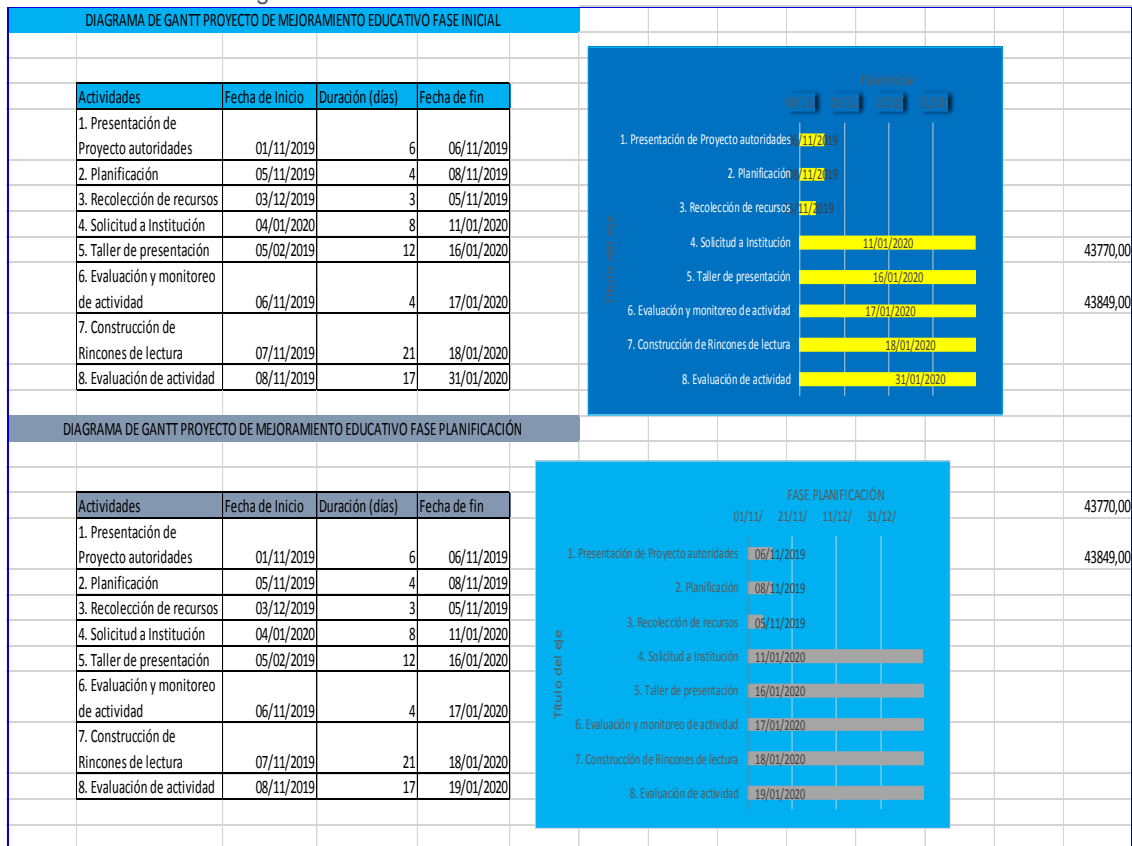 DIAGRAMA DE GANTT PROYECTO DE MEJORAMIENTO EDUCATIVO FASE INICIAL
Actividades Fecha de Inicio Duración (días) Fecha de fin
1. Presentación de
Proyecto autoridades 01/11/2019 6 06/11/2019
2. Planificación 05/11/2019 4 08/11/2019
3. Recolección de recursos 03/12/2019 3 05/11/2019
4. Solicitud a Institución 04/01/2020 8 11/01/2020
5. Taller de presentación 05/02/2019 12 16/01/2020
6. Evaluación y monitoreo
de actividad 06/11/2019 4 17/01/2020
7. Construcción de
Rincones de lectura 07/11/2019 21 18/01/2020
8. Evaluación de actividad 08/11/2019 17 31/01/2020
Título del eje
1. Presentación de Proyecto autoridades 06/11/2019
2. Planificación 08/11/2019
3. Recolección de recursos 05/11/2019
4. Solicitud a Institución 11/01/2020
5. Taller de presentación 16/01/2020
6. Evaluación y monitoreo de actividad 17/01/2020
7. Construcción de Rincones de lectura 18/01/2020
8. Evaluación de actividad 31/01/2020
43770,00
43849,00
DIAGRAMA DE GANTT PROYECTO DE MEJORAMIENTO EDUCATIVO FASE PLANIFICACIÓN
Actividades Fecha de Inicio Duración (días) Fecha de fin
1. Presentación de
Proyecto autoridades 01/11/2019 6 06/11/2019
2. Planificación 05/11/2019 4 08/11/2019
3. Recolección de recursos 03/12/2019 3 05/11/2019
4. Solicitud a Institución 04/01/2020 8 11/01/2020
5. Taller de presentación 05/02/2019 12 16/01/2020
6. Evaluación y monitoreo
de actividad 06/11/2019 4 17/01/2020
7. Construcción de
Rincones de lectura 07/11/2019 21 18/01/2020
8. Evaluación de actividad 08/11/2019 17 19/01/2020
FASE PLANIFICACIÓN
01/11/ 21/11/ 11/12/ 31/12/
Título del eje
1. Presentación de Proyecto autoridades 06/11/2019
2. Planificación 08/11/2019
3. Recolección de recursos 05/11/2019
4. Solicitud a Institución 11/01/2020
5. Taller de presentación 16/01/2020
6. Evaluación y monitoreo de actividad 17/01/2020
7. Construcción de Rincones de lectura 18/01/2020
8. Evaluación de actividad 19/01/2020
43770,00
43849,00